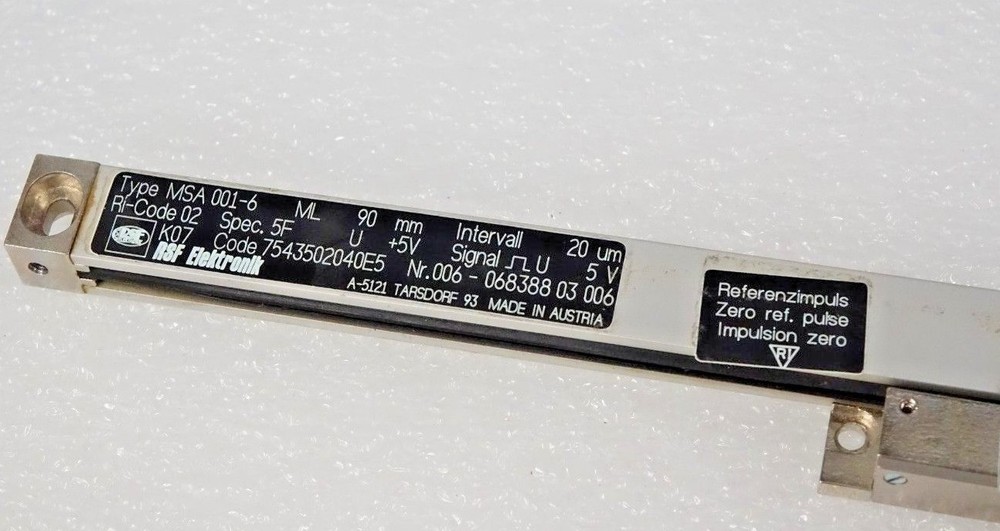 Type MSA 001-6 ML 90 mm Intervall 20 um
RI-Code 02 Spec. 5F U +5V Signal ⎍ U 5 V
K07 Code 7543502040E5 Nr. 006 - 068388 03 006
RSF Elektronik A-5121 TARSDORF 93 MADE IN AUSTRIA
Referenzimpuls
Zero ref. pulse
Impulsion zero
RI